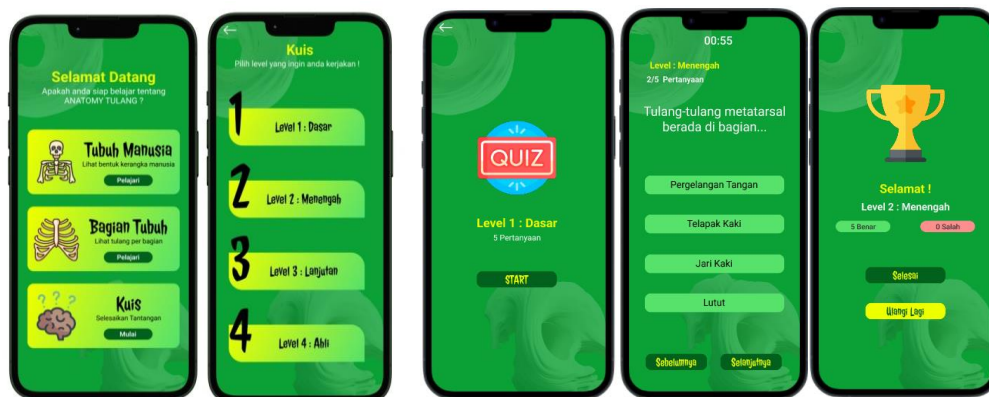 Selamat Datang
Apakah anda siap belajar tentang
ANATOMY TULANG ?
Tubuh Manusia
Lihat bentuk kerangka manusia
Pelajari
Bagian Tubuh
Lihat tulang per bagian
Pelajari
Kuis
Selesaikan Tantangan
Mulai
Kuis
Pilih level yang ingin anda kerjakan !
1
Level 1 : Dasar
2
Level 2 : Menengah
3
Level 3 : Lanjutan
4
Level 4 : Ahli
QUIZ
Level 1 : Dasar
5 Pertanyaan
START
00:55
Level : Menengah
2/5 Pertanyaan
Tulang-tulang metatarsal
berada di bagian...
Pergelangan Tangan
Telapak Kaki
Jari Kaki
Lutut
Sebelumnya
Selanjutnya
Selamat !
Level 2 : Menengah
5 Benar
0 Salah
Selesai
Ulangi Lagi